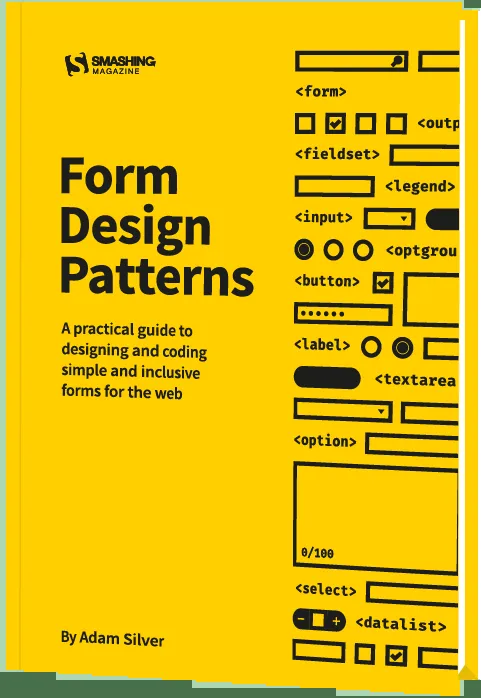 SMASHING
MAGAZINE
Form
Design
Patterns
A practical guide to
designing and coding
simple and inclusive
forms for the web
By Adam Silver
<form>
<outp
<fieldset>
<legend>
<input>
<optgrou
<button>
<label>
<textarea
<option>
0/100
<select>
<datalist>